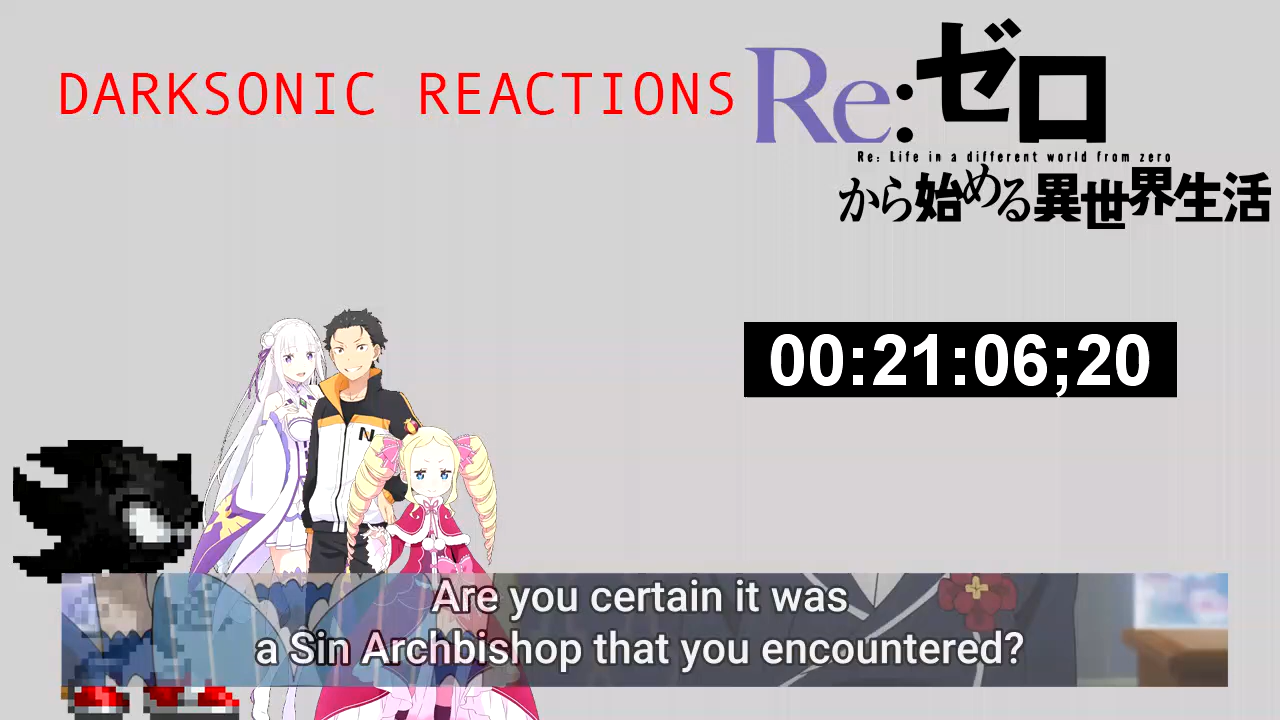 DARKSONIC REACTIONS
Re:ゼロ
Re: Life in a different world from zero
から始める異世界生活
00:21:06;20
N
Are you certain it was
a Sin Archbishop that you encountered?